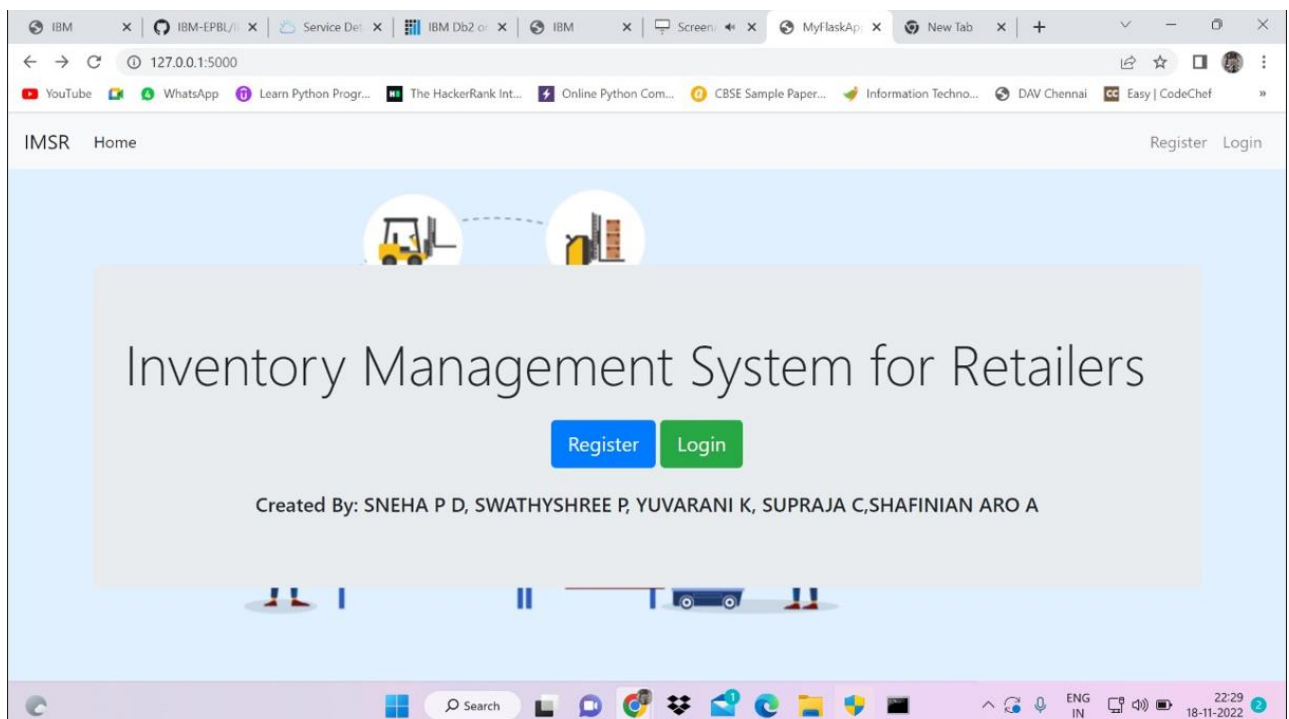 IBM IBM-EPBL/I Service Det IBM Db2 o IBM Screen MyFlaskAp New Tab
127.0.0.1:5000
YouTube WhatsApp Learn Python Progr... The HackerRank Int... Online Python Com... CBSE Sample Paper... Information Techno... DAV Chennai CC Easy | CodeChef »
IMSR Home Register Login
Inventory Management System for Retailers
Register Login
Created By: SNEHA P D, SWATHYSHREE P, YUVARANI K, SUPRAJA C,SHAFINIAN ARO A
Search ENG 22:29
IN 18-11-2022 2